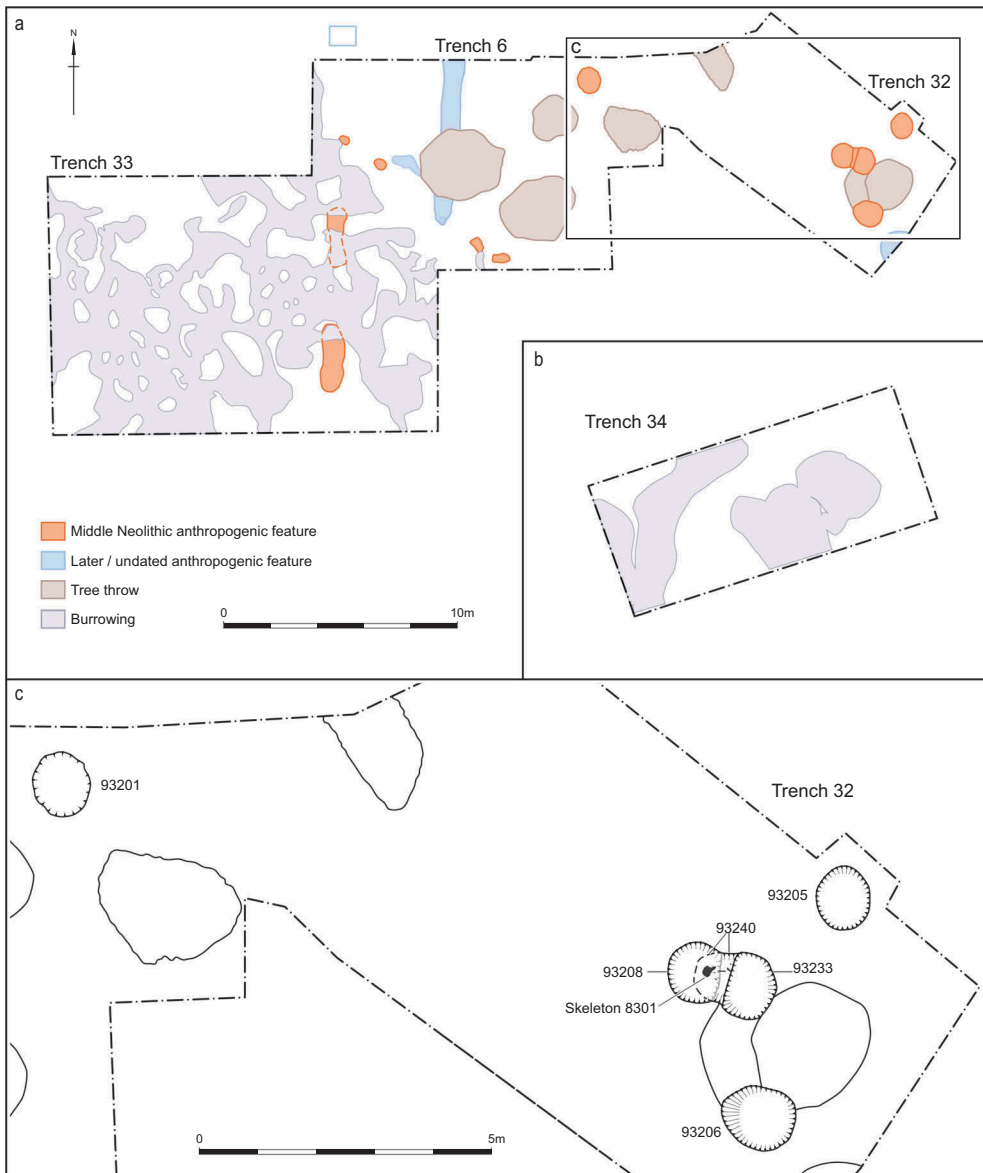 a
N
Trench 6
c
Trench 32
Trench 33
b
Trench 34
Middle Neolithic anthropogenic feature
Later / undated anthropogenic feature
Tree throw
Burrowing
0
10m
c
93201
Trench 32
93205
93240
93208
93233
Skeleton 8301
93206
0
5m